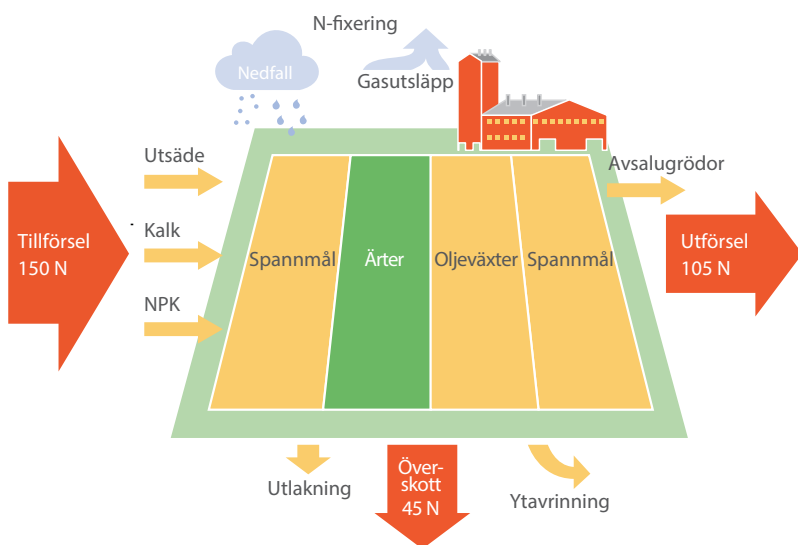 N-fixering
Nedfall
Gasutsläpp
Utsäde
Avsalugrödor
Tillförsel
150 N
Kalk
Spannmål
Ärter
Oljeväxter
Spannmål
Utförsel
105 N
NPK
Utlakning
Över-
skott
45 N
Ytavrinning